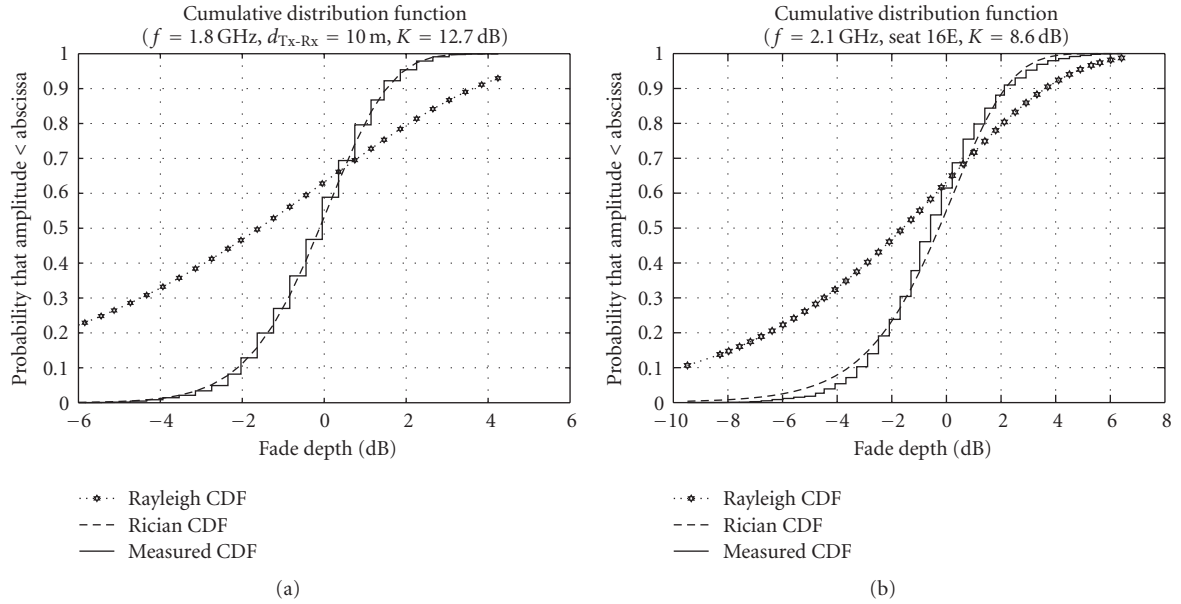 Cumulative distribution function
(f = 1.8 GHz, dTx-Rx = 10 m, K = 12.7 dB)
1
0.9
0.8
0.7
0.6
0.5
0.4
0.3
0.2
0.1
0
Probability that amplitude < abscissa
−6 −4 −2 0 2 4 6
Fade depth (dB)
Rayleigh CDF
Rician CDF
Measured CDF
(a)
Cumulative distribution function
(f = 2.1 GHz, seat 16E, K = 8.6 dB)
1
0.9
0.8
0.7
0.6
0.5
0.4
0.3
0.2
0.1
0
Probability that amplitude < abscissa
−10 −8 −6 −4 −2 0 2 4 6 8
Fade depth (dB)
Rayleigh CDF
Rician CDF
Measured CDF
(b)